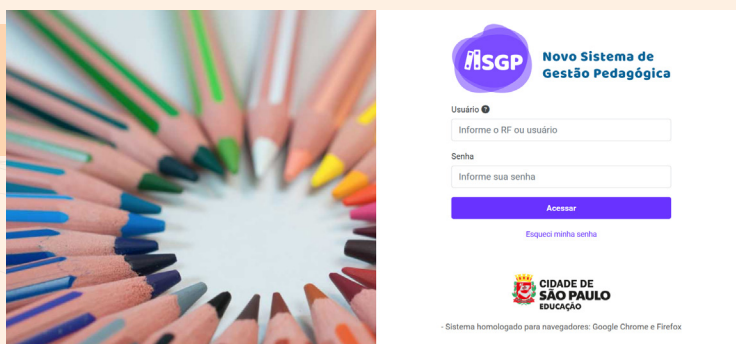 SGP
Novo Sistema de
Gestão Pedagógica
Usuário ?
Informe o RF ou usuário
Senha
Informe sua senha
Acessar
Esqueci minha senha
CIDADE DE
SÃO PAULO
EDUCAÇÃO
- Sistema homologado para navegadores: Google Chrome e Firefox